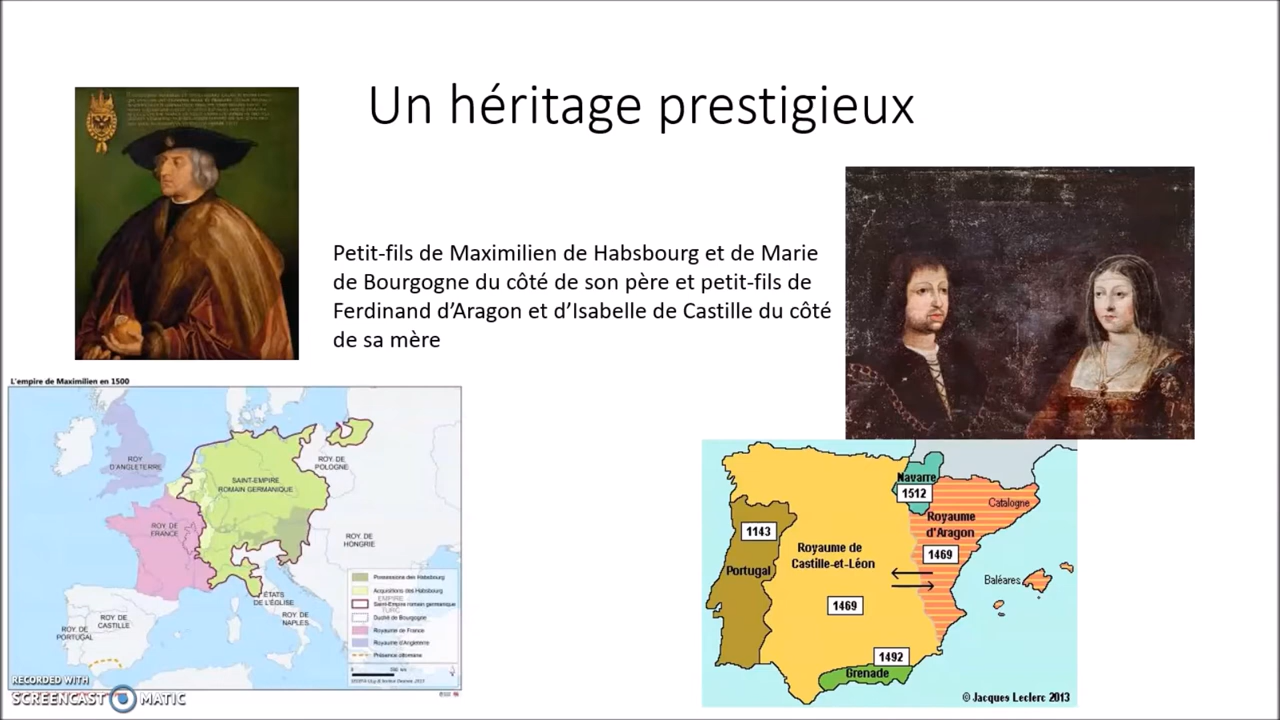 Un héritage prestigieux
Petit-fils de Maximilien de Habsbourg et de Marie
de Bourgogne du côté de son père et petit-fils de
Ferdinand d’Aragon et d’Isabelle de Castille du côté
de sa mère
L'empire de Maximilien en 1500
ROY
D'ANGLETERRE
ROY. DE
POLOGNE
SAINT-EMPIRE
ROMAIN GERMANIQUE
ROY. DE
FRANCE
ROY. DE
HONGRIE
ÉTATS
DE L'ÉGLISE
ROY. DE
NAPLES
ROY. DE
CASTILLE
ROY. DE
PORTUGAL
Possessions des Habsbourg
Acquisitions des Habsbourg
EMPIRE
Saint-Empire romain germanique
TURC
Duché de Bourgogne
Royaume de France
Royaume d'Angleterre
Présence ottomane
RECORDED WITH
SCREENCAST MATIC
Navarre
1512
Catalogne
Royaume
d'Aragon
1469
1143
Portugal
Royaume de
Castille-et-Léon
1469
Baléares
1492
Grenade
© Jacques Leclerc 2013